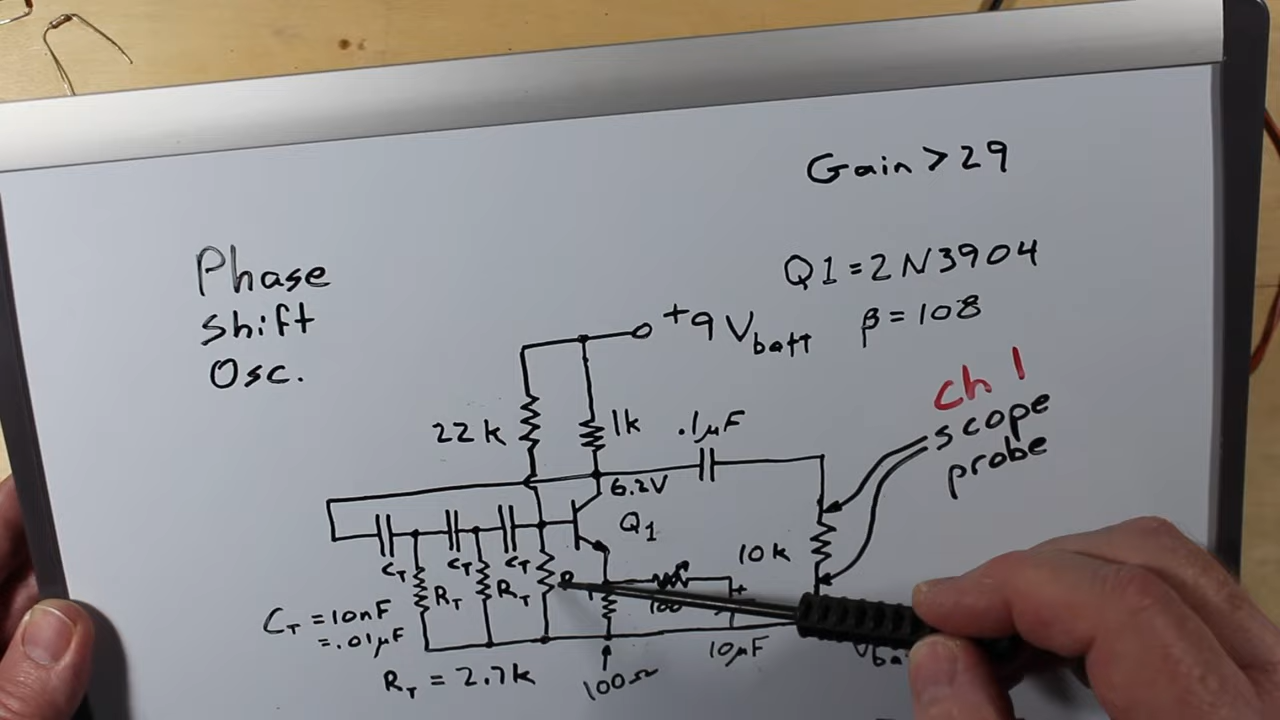 Gain > 29
Phase
Shift
Osc.
Q1 = 2N3904
β = 108
+9 Vbatt
ch 1
scope
probe
22k
1k
.1µF
6.2V
Q1
10k
CT
CT
CT
RT
RT
100
+
CT = 10nF
= .01µF
10µF
RT = 2.7k
100Ω